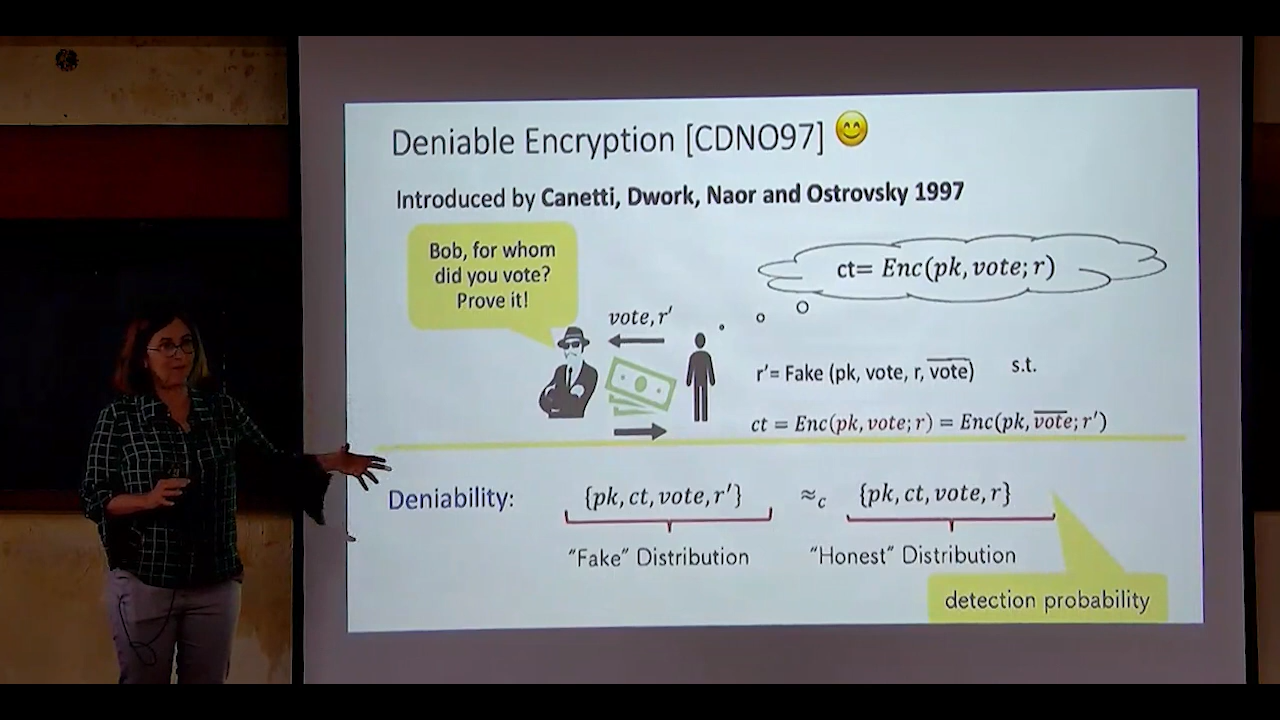 Deniable Encryption [CDNO97] 😊
Introduced by Canetti, Dwork, Naor and Ostrovsky 1997
Bob, for whom
did you vote?
Prove it!
ct= Enc(pk, vote; r)
vote, r′
r′= Fake (pk, vote, r, v̅o̅t̅e̅) s.t.
ct = Enc(pk, vote; r) = Enc(pk, v̅o̅t̅e̅; r′)
Deniability: {pk, ct, vote, r′} ≈c {pk, ct, vote, r}
"Fake" Distribution "Honest" Distribution
detection probability